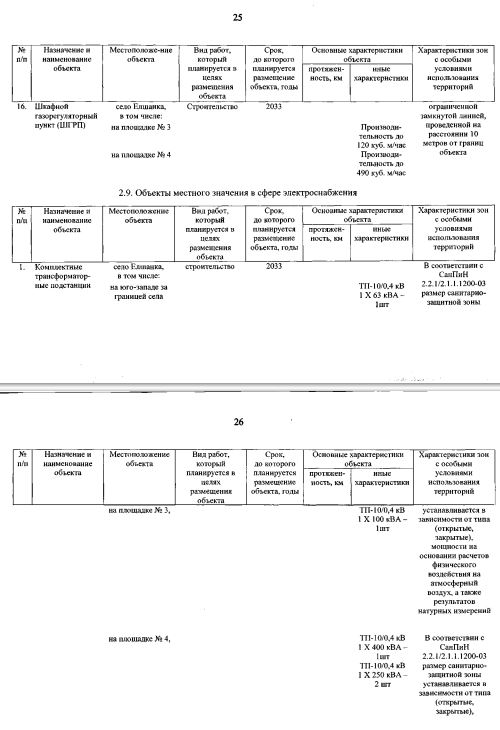 25
№ п/п
Назначение и наименование объекта
Местоположе-ние объекта
Вид работ, который планируется в целях размещения объекта
Срок, до которого планируется размещение объекта, годы
Основные характеристики объекта
протяжен-ность, км
иные характеристики
Характеристики зон с особыми условиями использования территорий
16.
Шкафной газорегуляторный пункт (ШГРП)
село Елшанка, в том числе:
на площадке № 3
на площадке № 4
Строительство
2033
Производи-тельность до 120 куб. м/час
Производи-тельность до 490 куб. м/час
ограниченной замкнутой линией, проведенной на расстоянии 10 метров от границ объекта
2.9. Объекты местного значения в сфере электроснабжения
№ п/п
Назначение и наименование объекта
Местоположение объекта
Вид работ, который планируется в целях размещения объекта
Срок, до которого планируется размещение объекта, годы
Основные характеристики объекта
протяжен-ность, км
иные характеристики
Характеристики зон с особыми условиями использования территорий
1.
Комплектные трансформатор-ные подстанции
село Елшанка, в том числе:
на юго-западе за границей села
строительство
2033
ТП-10/0,4 кВ
1 Х 63 кВА – 1шт
В соответствии с СанПиН 2.2.1/2.1.1.1200-03 размер санитарно-защитной зоны
26
№ п/п
Назначение и наименование объекта
Местоположение объекта
Вид работ, который планируется в целях размещения объекта
Срок, до которого планируется размещение объекта, годы
Основные характеристики объекта
протяжен-ность, км
иные характеристики
Характеристики зон с особыми условиями использования территорий
на площадке № 3,
ТП-10/0,4 кВ
1 Х 100 кВА – 1шт
устанавливается в зависимости от типа (открытые, закрытые), мощности на основании расчетов физического воздействия на атмосферный воздух, а также результатов натурных измерений
на площадке № 4,
ТП-10/0,4 кВ
1 Х 400 кВА – 1шт
ТП-10/0,4 кВ
1 Х 250 кВА – 2 шт
В соответствии с СанПиН 2.2.1/2.1.1.1200-03 размер санитарно-защитной зоны устанавливается в зависимости от типа (открытые, закрытые),